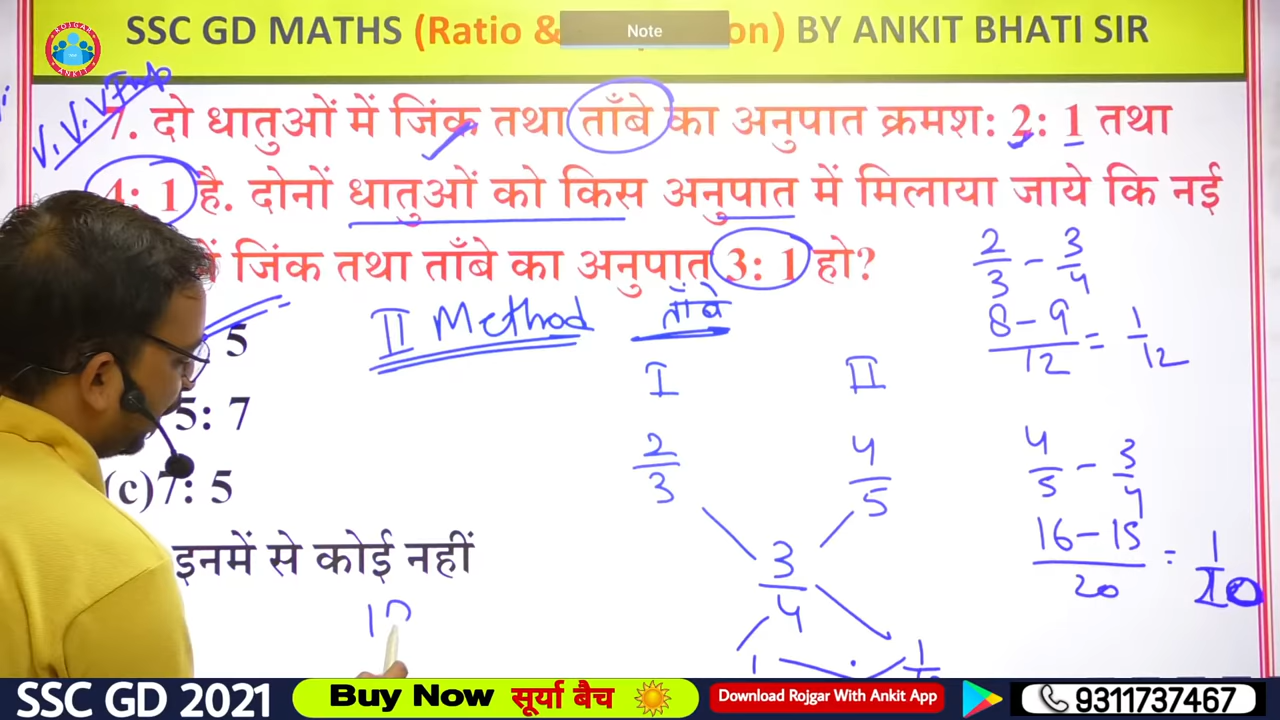 SSC GD MATHS (Ratio & on) BY ANKIT BHATI SIR
Note
ROJGAR
ANKIT
V.V.V Imp
7. दो धातुओं में जिंक तथा ताँबे का अनुपात क्रमश: 2: 1 तथा
4: 1 है. दोनों धातुओं को किस अनुपात में मिलाया जाये कि नई
में जिंक तथा ताँबे का अनुपात 3: 1 हो?
5
5: 7
(c)7: 5
इनमें से कोई नहीं
II Method
ताँबे
I II
2/3 4/5
3/4
2/3 - 3/4
8-9/12 = 1/12
4/5 - 3/4
16-15/20 = 1/20
SSC GD 2021
Buy Now सूर्या बैच
Download Rojgar With Ankit App
9311737467